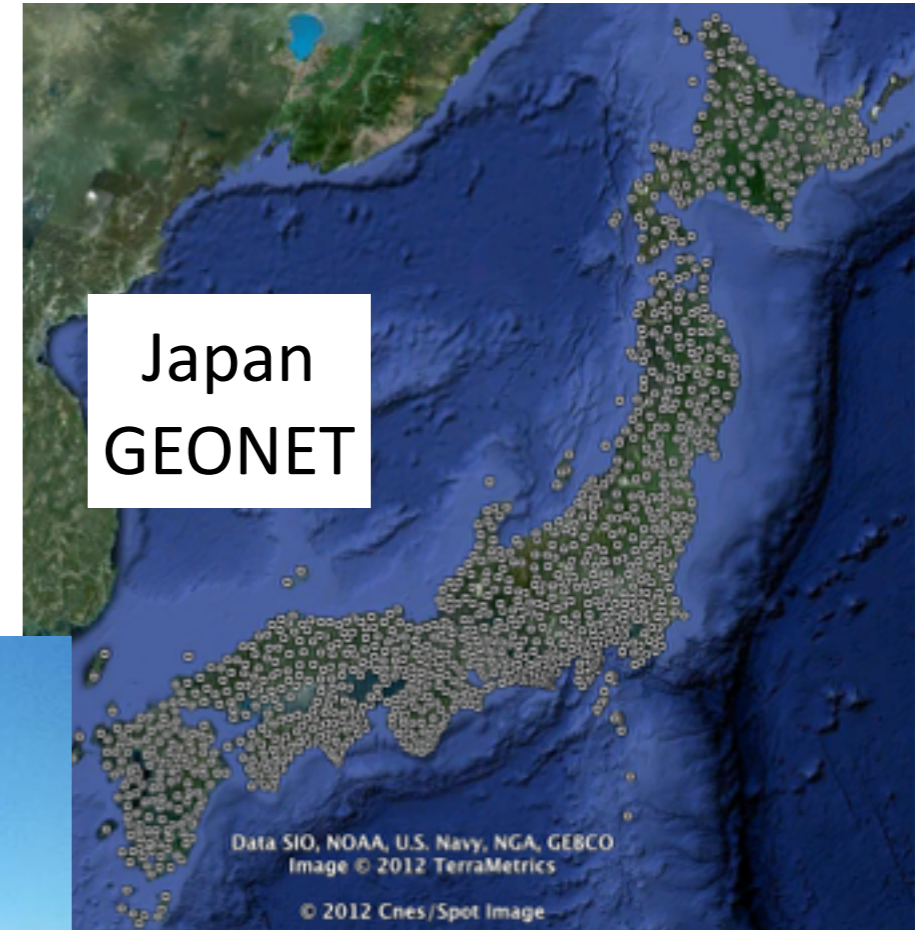 Japan
GEONET
Data SIO, NOAA, U.S. Navy, NGA, GEBCO
Image © 2012 TerraMetrics
© 2012 Cnes/Spot Image